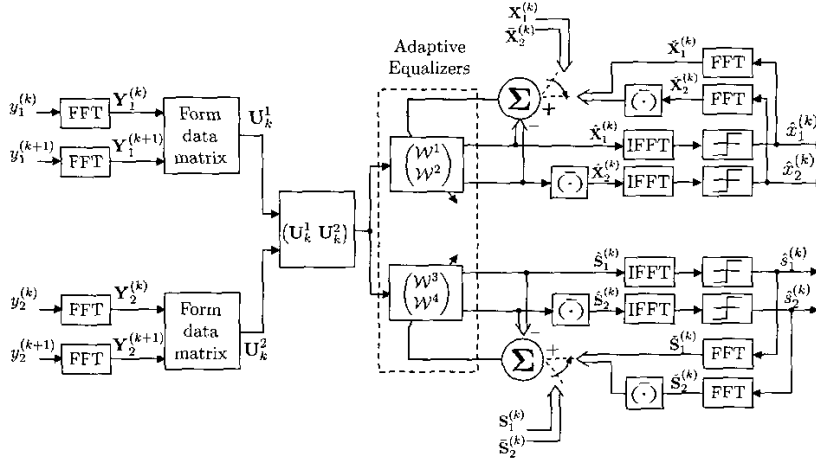 X₁^(k)
X̄₂^(k)
Adaptive
Equalizers
X̌₁^(k)
FFT
y₁^(k) FFT Y₁^(k)
Form
data
matrix
U_k^1
Σ
+
(·)‾
X̌₂^(k)
FFT
x̂₁^(k)
y₁^(k+1) FFT Y₁^(k+1)
−
(𝒲¹
𝒲²)
X̂₁^(k)
IFFT
(·)‾
X̂₂^(k)
IFFT
x̂₂^(k)
(U_k^1 U_k^2)
(𝒲³
𝒲⁴)
Ŝ₁^(k)
IFFT
ŝ₁^(k)
y₂^(k) FFT Y₂^(k)
Form
data
matrix
U_k^2
(·)‾
Ŝ₂^(k)
IFFT
ŝ₂^(k)
y₂^(k+1) FFT Y₂^(k+1)
−
Σ
+
Š₁^(k)
FFT
(·)‾
Š₂^(k)
FFT
S₁^(k)
S̄₂^(k)